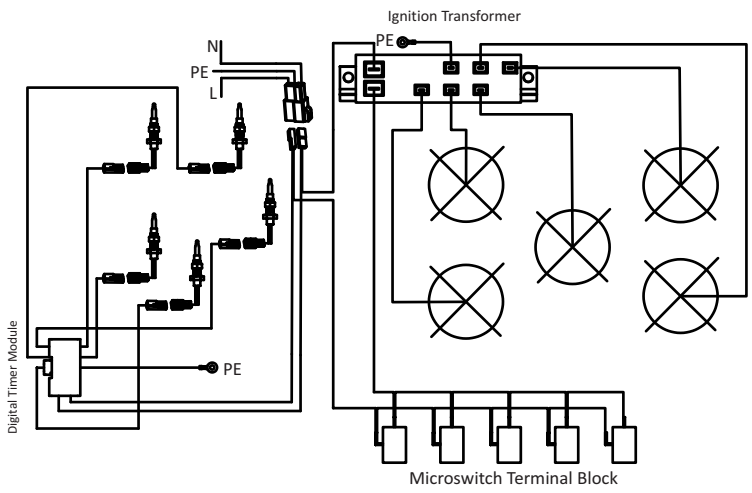 Ignition Transformer
N
PE
PE
L
Digital Timer Module
PE
Microswitch Terminal Block